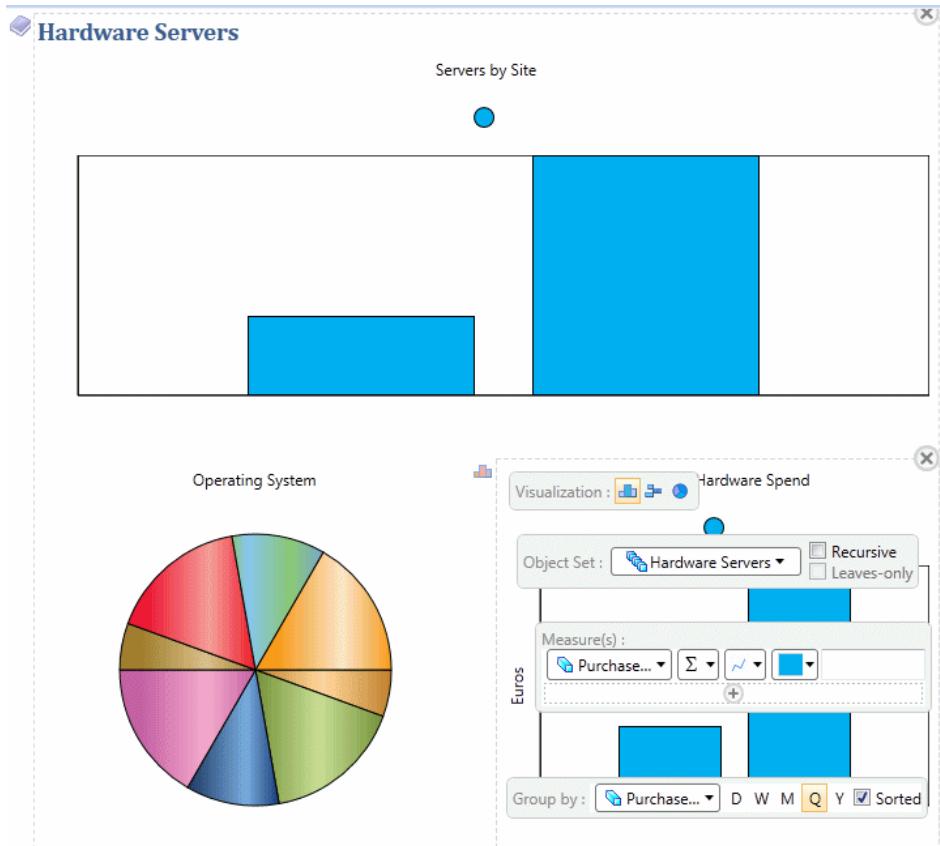 Hardware Servers
Servers by Site
Operating System
Hardware Spend
Visualization :
Object Set : Hardware Servers
Recursive
Leaves-only
Measure(s) :
Purchase... Σ
Euros
Group by : Purchase... D W M Q Y Sorted